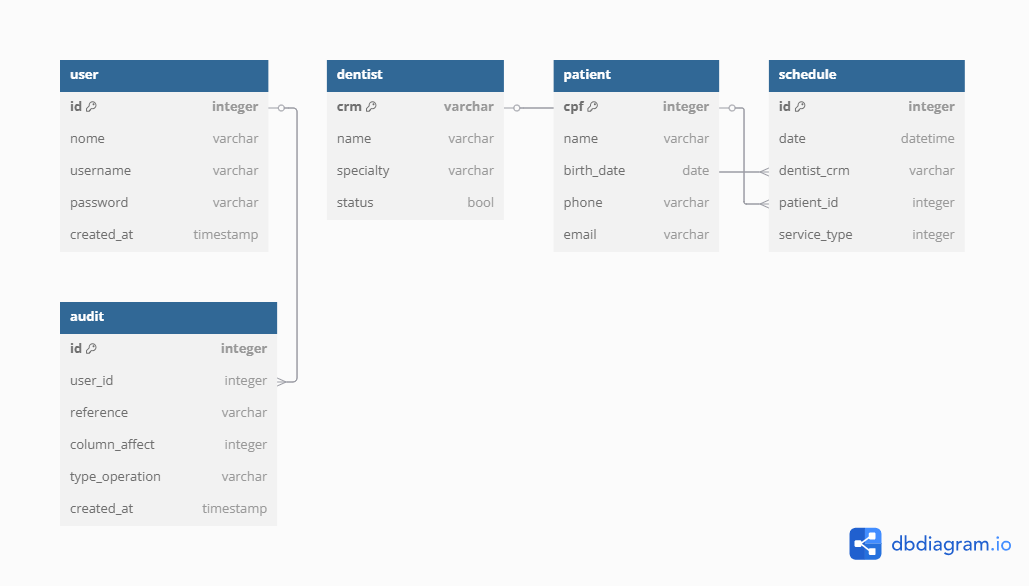 user
id integer
nome varchar
username varchar
password varchar
created_at timestamp
dentist
crm varchar
name varchar
specialty varchar
status bool
patient
cpf integer
name varchar
birth_date date
phone varchar
email varchar
schedule
id integer
date datetime
dentist_crm varchar
patient_id integer
service_type integer
audit
id integer
user_id integer
reference varchar
column_affect integer
type_operation varchar
created_at timestamp
dbdiagram.io